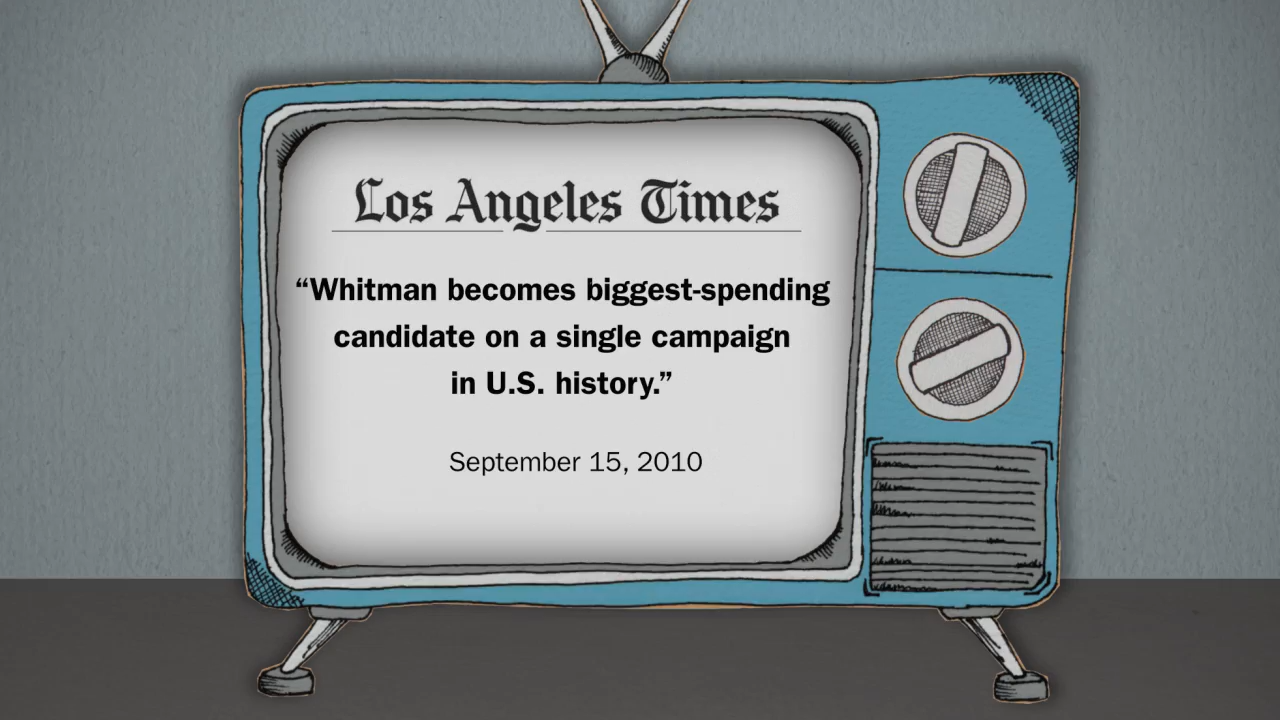 Los Angeles Times
“Whitman becomes biggest-spending
candidate on a single campaign
in U.S. history.”
September 15, 2010